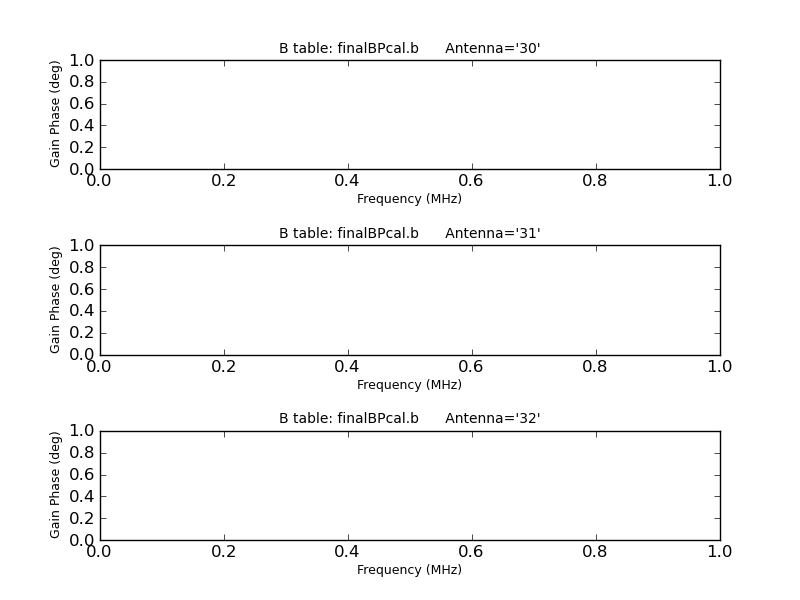 B table: finalBPcal.b      Antenna='30'
Gain Phase (deg)
1.0
0.8
0.6
0.4
0.2
0.0
0.0 0.2 0.4 0.6 0.8 1.0
Frequency (MHz)
B table: finalBPcal.b      Antenna='31'
Gain Phase (deg)
1.0
0.8
0.6
0.4
0.2
0.0
0.0 0.2 0.4 0.6 0.8 1.0
Frequency (MHz)
B table: finalBPcal.b      Antenna='32'
Gain Phase (deg)
1.0
0.8
0.6
0.4
0.2
0.0
0.0 0.2 0.4 0.6 0.8 1.0
Frequency (MHz)